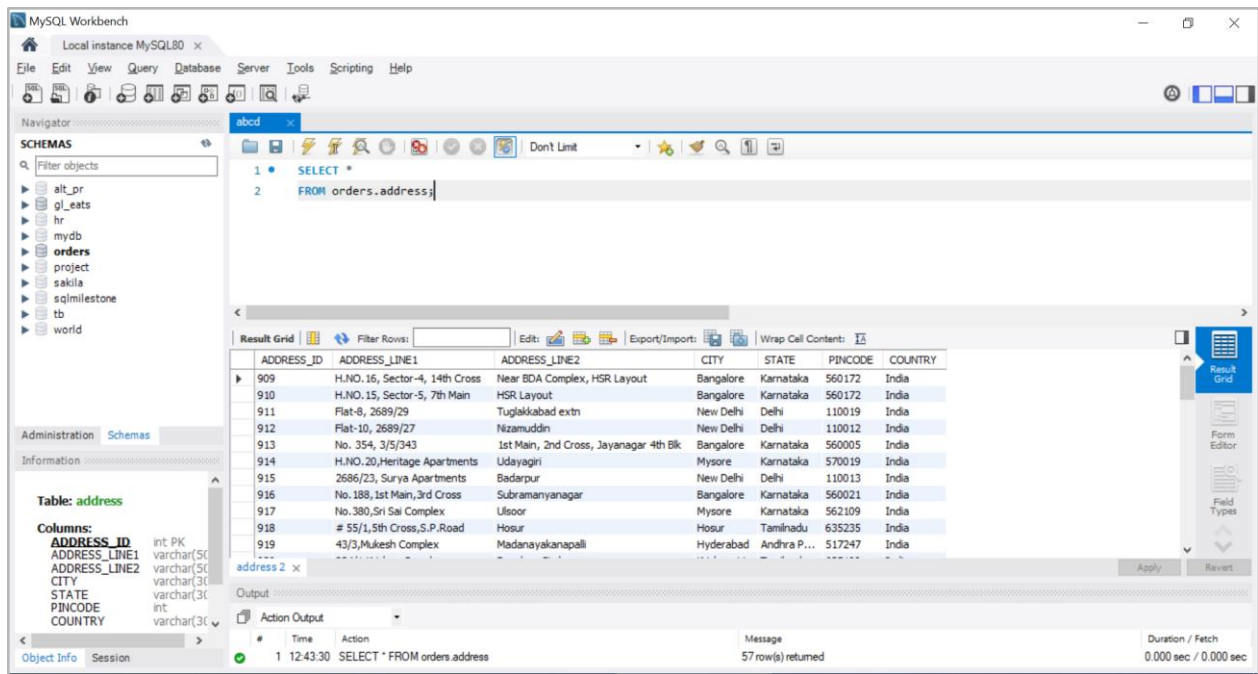 MySQL Workbench
Local instance MySQL80
File Edit View Query Database Server Tools Scripting Help
Navigator
SCHEMAS
Filter objects
alt_pr
gl_eats
hr
mydb
orders
project
sakila
sqlmilestone
tb
world
Administration Schemas
Information
Table: address
Columns:
ADDRESS_ID int PK
ADDRESS_LINE1 varchar(50
ADDRESS_LINE2 varchar(50
CITY varchar(30
STATE varchar(30
PINCODE int
COUNTRY varchar(30
Object Info Session
abcd
Don't Limit
1 SELECT *
2 FROM orders.address;
Result Grid Filter Rows: Edit: Export/Import: Wrap Cell Content:
ADDRESS_ID ADDRESS_LINE1 ADDRESS_LINE2 CITY STATE PINCODE COUNTRY
909 H.NO.16, Sector-4, 14th Cross Near BDA Complex, HSR Layout Bangalore Karnataka 560172 India
910 H.NO.15, Sector-5, 7th Main HSR Layout Bangalore Karnataka 560172 India
911 Flat-8, 2689/29 Tuglakkabad extn New Delhi Delhi 110019 India
912 Flat-10, 2689/27 Nizamuddin New Delhi Delhi 110012 India
913 No. 354, 3/5/343 1st Main, 2nd Cross, Jayanagar 4th Blk Bangalore Karnataka 560005 India
914 H.NO.20,Heritage Apartments Udayagiri Mysore Karnataka 570019 India
915 2686/23, Surya Apartments Badarpur New Delhi Delhi 110013 India
916 No.188,1st Main,3rd Cross Subramanyanagar Bangalore Karnataka 560021 India
917 No.380,Sri Sai Complex Ulsoor Mysore Karnataka 562109 India
918 # 55/1,5th Cross,S.P.Road Hosur Hosur Tamilnadu 635235 India
919 43/3,Mukesh Complex Madanayakanapalli Hyderabad Andhra P... 517247 India
Result Grid
Form Editor
Field Types
address 2
Apply Revert
Output
Action Output
# Time Action Message Duration / Fetch
1 12:43:30 SELECT * FROM orders.address 57 row(s) returned 0.000 sec / 0.000 sec